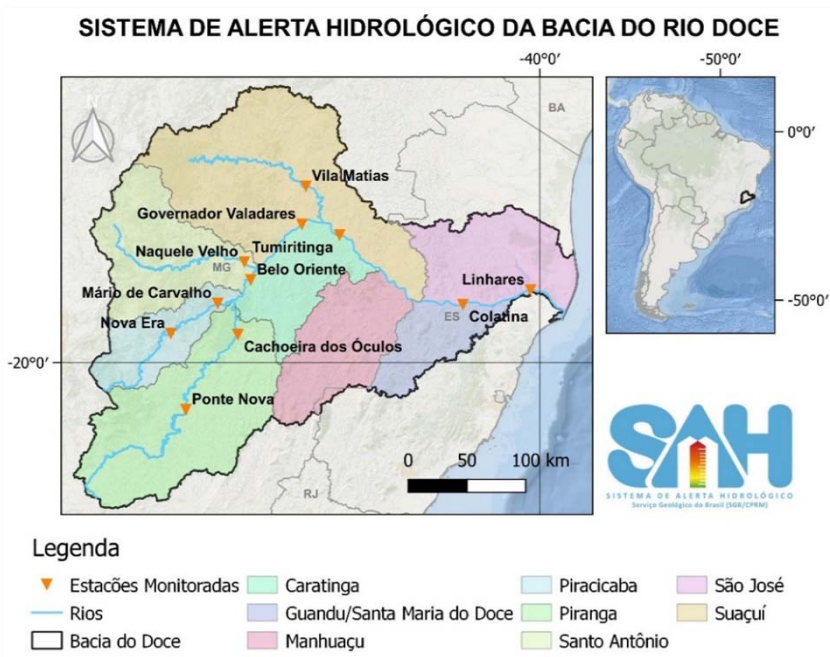 SISTEMA DE ALERTA HIDROLÓGICO DA BACIA DO RIO DOCE
-40°0′
-50°0′
BA
0°0′
Vila Matias
Governador Valadares
Naquele Velho
Tumiritinga
MG
Belo Oriente
Mário de Carvalho
Linhares
Nova Era
ES
Colatina
-50°0′
Cachoeira dos Óculos
-20°0′
Ponte Nova
0 50 100 km
RJ
SAH
SISTEMA DE ALERTA HIDROLÓGICO
Serviço Geológico do Brasil (SGB/CPRM)
Legenda
Estacões Monitoradas
Caratinga
Piracicaba
São José
Rios
Guandu/Santa Maria do Doce
Piranga
Suaçuí
Bacia do Doce
Manhuaçu
Santo Antônio